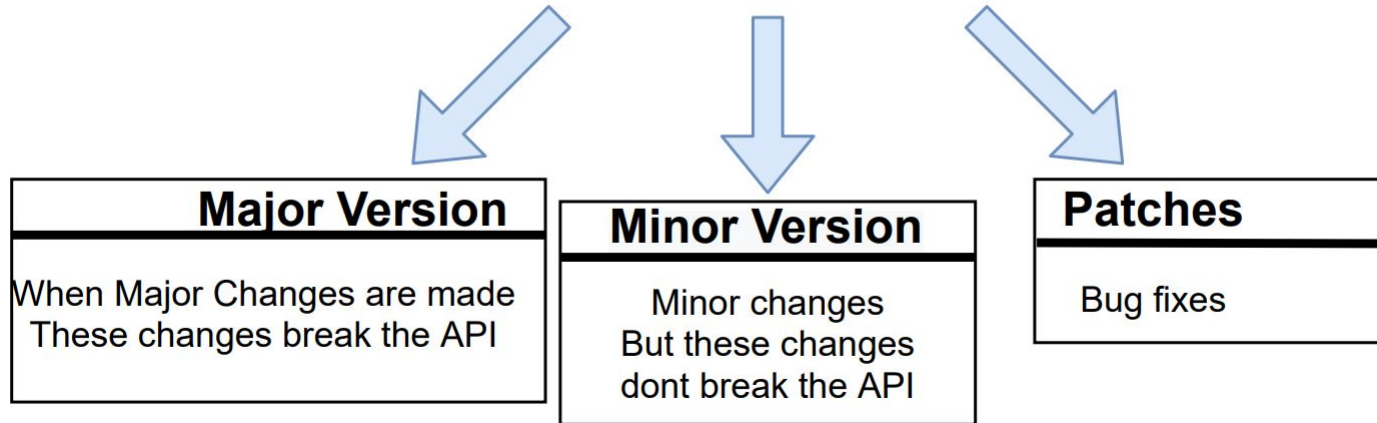 Major Version
When Major Changes are made
These changes break the API
Minor Version
Minor changes
But these changes
dont break the API
Patches
Bug fixes